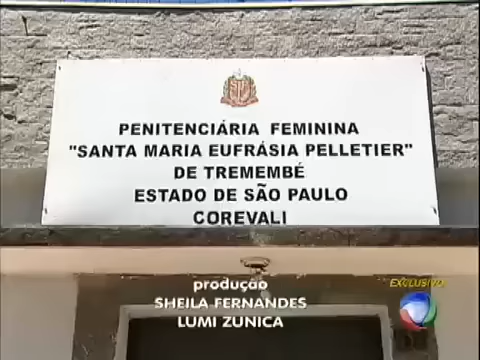 PENITENCIÁRIA FEMININA
"SANTA MARIA EUFRÁSIA PELLETIER"
DE TREMEMBÉ
ESTADO DE SÃO PAULO
COREVALI
produção
SHEILA FERNANDES
LUMI ZUNICA
EXCLUSIVO